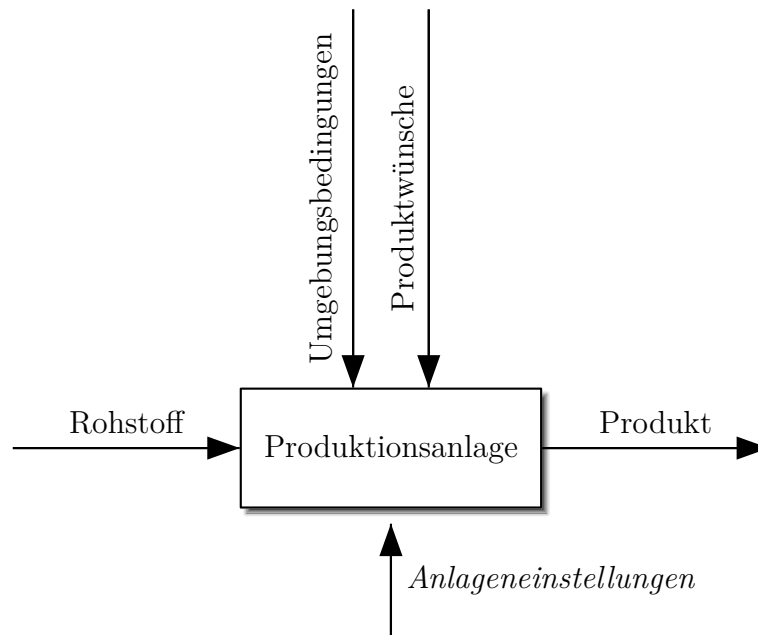 Umgebungsbedingungen
Produktwünsche
Rohstoff
Produktionsanlage
Produkt
Anlageneinstellungen